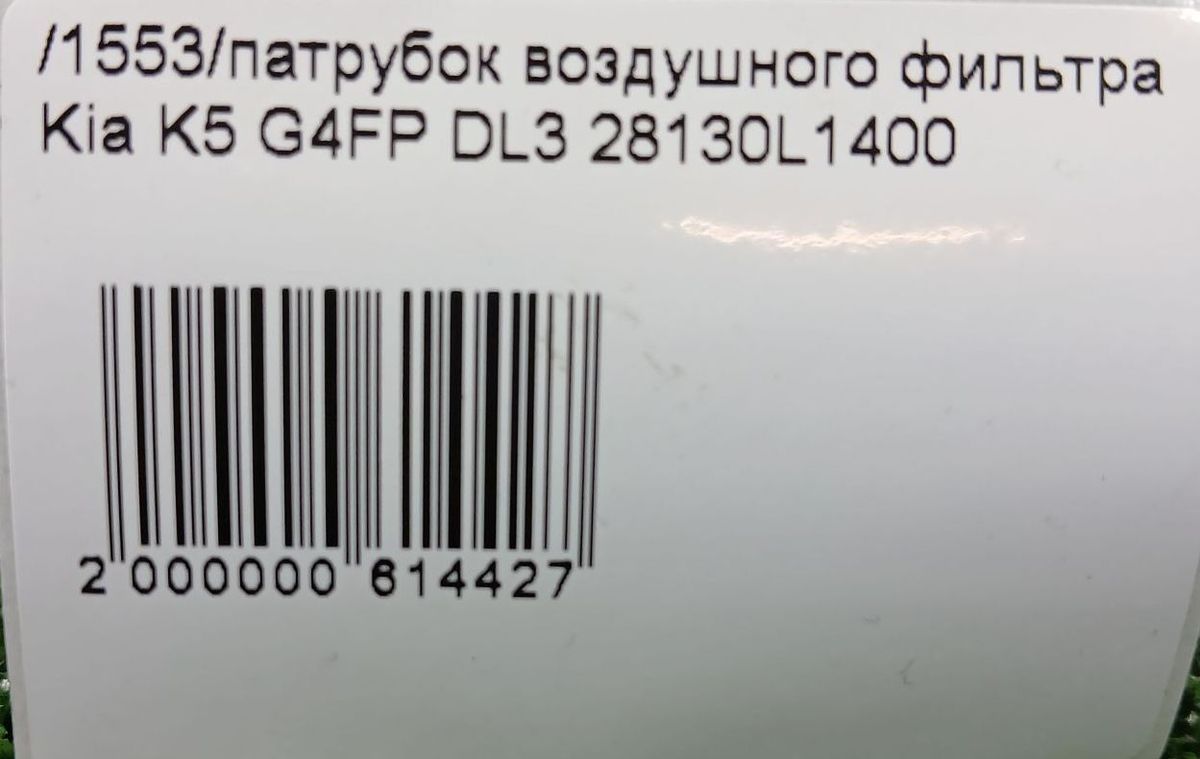 /1553/патрубок воздушного фильтра
Kia K5 G4FP DL3 28130L1400
2 000000 614427